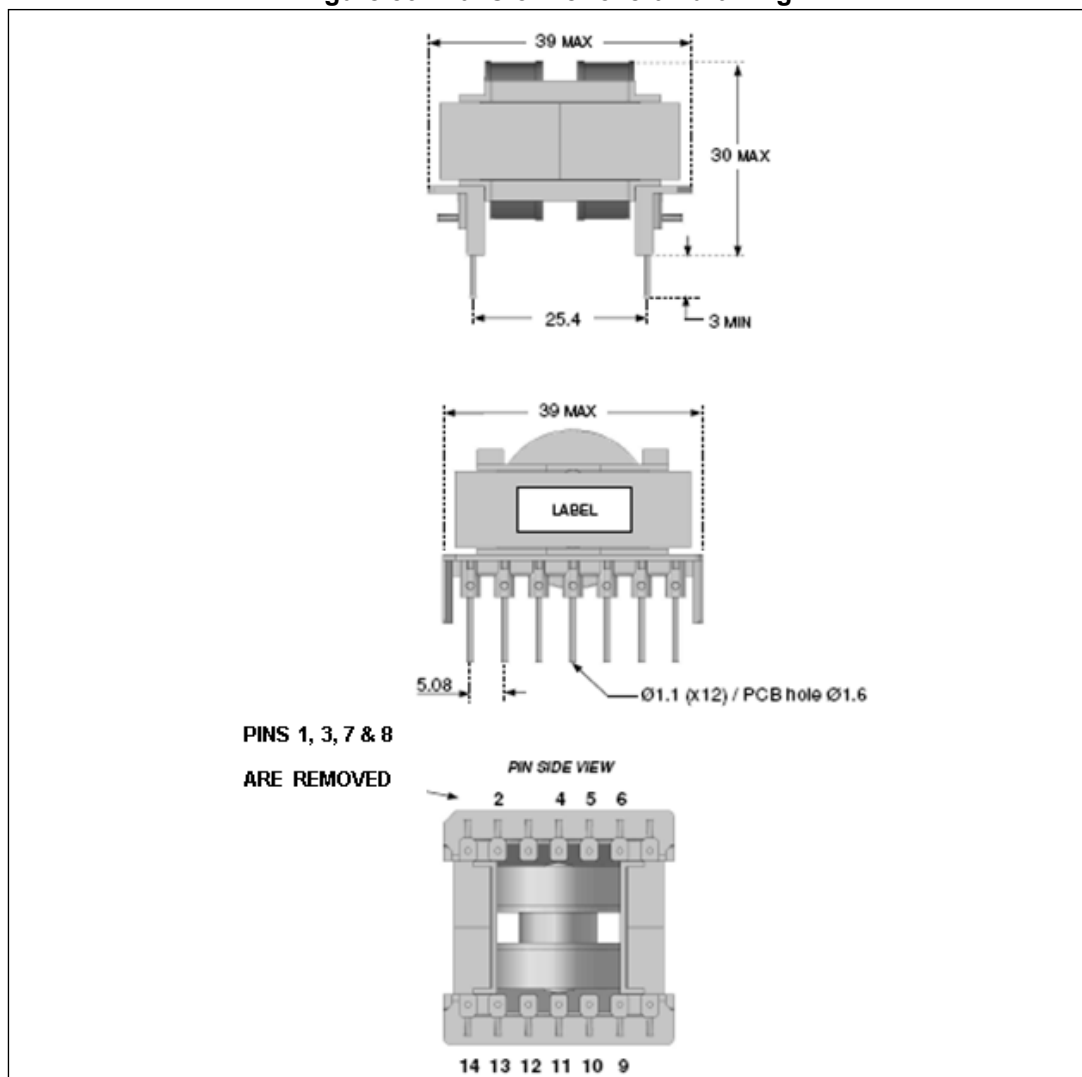 39 MAX
30 MAX
25.4
3 MIN
39 MAX
LABEL
5.08
Ø1.1 (x12) / PCB hole Ø1.6
PINS 1, 3, 7 & 8
ARE REMOVED
PIN SIDE VIEW
2 4 5 6
14 13 12 11 10 9